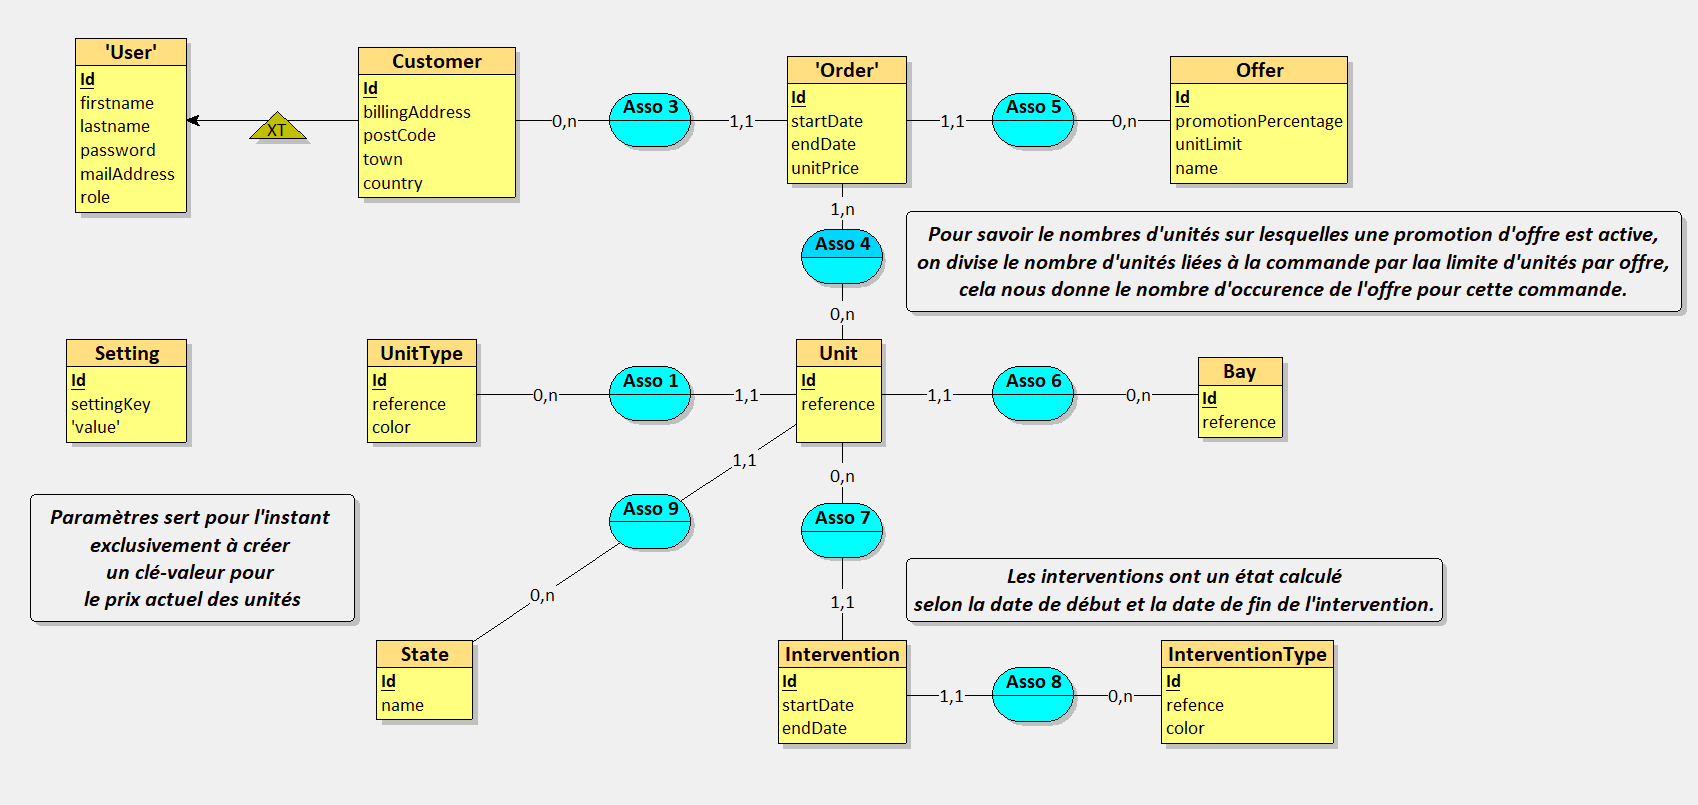 'User'
Id
firstname
lastname
password
mailAddress
role
XT
Customer
Id
billingAddress
postCode
town
country
0,n
Asso 3
1,1
'Order'
Id
startDate
endDate
unitPrice
1,1
Asso 5
0,n
Offer
Id
promotionPercentage
unitLimit
name
1,n
Asso 4
0,n
Pour savoir le nombres d'unités sur lesquelles une promotion d'offre est active,
on divise le nombre d'unités liées à la commande par laa limite d'unités par offre,
cela nous donne le nombre d'occurence de l'offre pour cette commande.
Setting
Id
settingKey
'value'
UnitType
Id
reference
color
0,n
Asso 1
1,1
Unit
Id
reference
1,1
Asso 6
0,n
Bay
Id
reference
1,1
Asso 9
0,n
0,n
Asso 7
1,1
Paramètres sert pour l'instant
exclusivement à créer
un clé-valeur pour
le prix actuel des unités
Les interventions ont un état calculé
selon la date de début et la date de fin de l'intervention.
State
Id
name
Intervention
Id
startDate
endDate
1,1
Asso 8
0,n
InterventionType
Id
refence
color